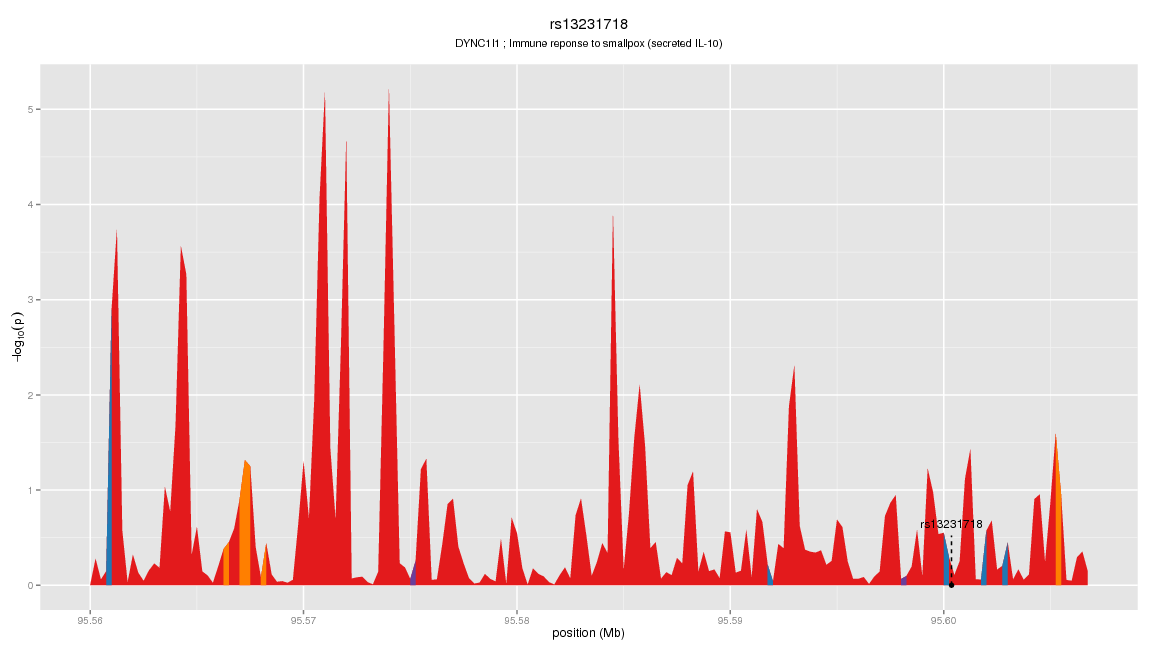 rs13231718
DYNC1I1 ; Immune reponse to smallpox (secreted IL-10)
5
4
3
2
1
0
−log10(p)
rs13231718
95.56
95.57
95.58
95.59
95.60
position (Mb)